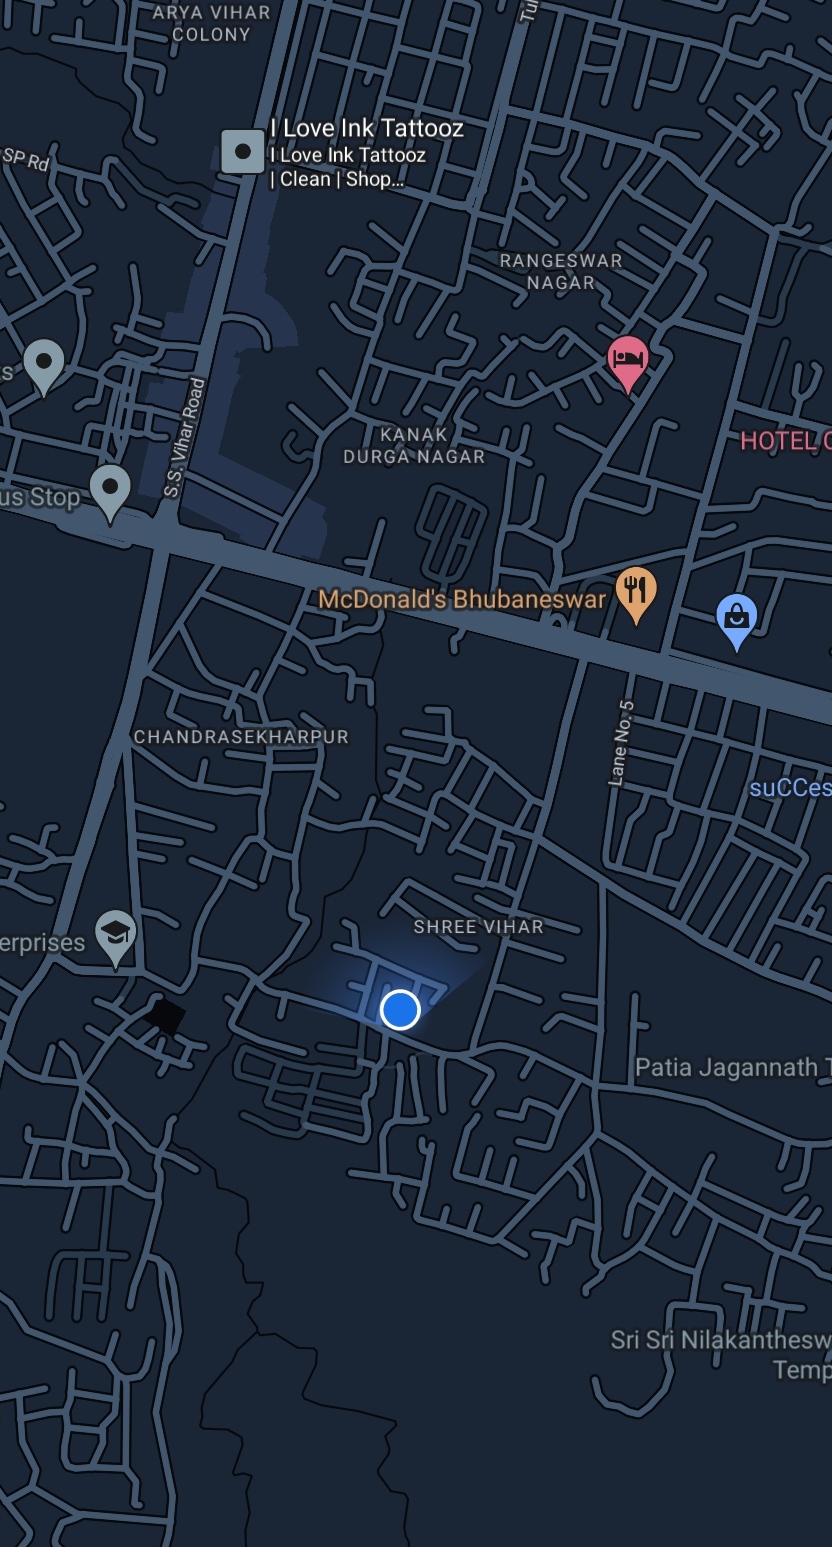 ARYA VIHAR
COLONY
Tul
I Love Ink Tattooz
I Love Ink Tattooz
| Clean | Shop...
SP Rd
RANGESWAR
NAGAR
S.S. Vihar Road
KANAK
DURGA NAGAR
HOTEL
us Stop
McDonald's Bhubaneswar
Lane No. 5
CHANDRASEKHARPUR
suCCes
SHREE VIHAR
erprises
Patia Jagannath T
Sri Sri Nilakanthesw
Temp